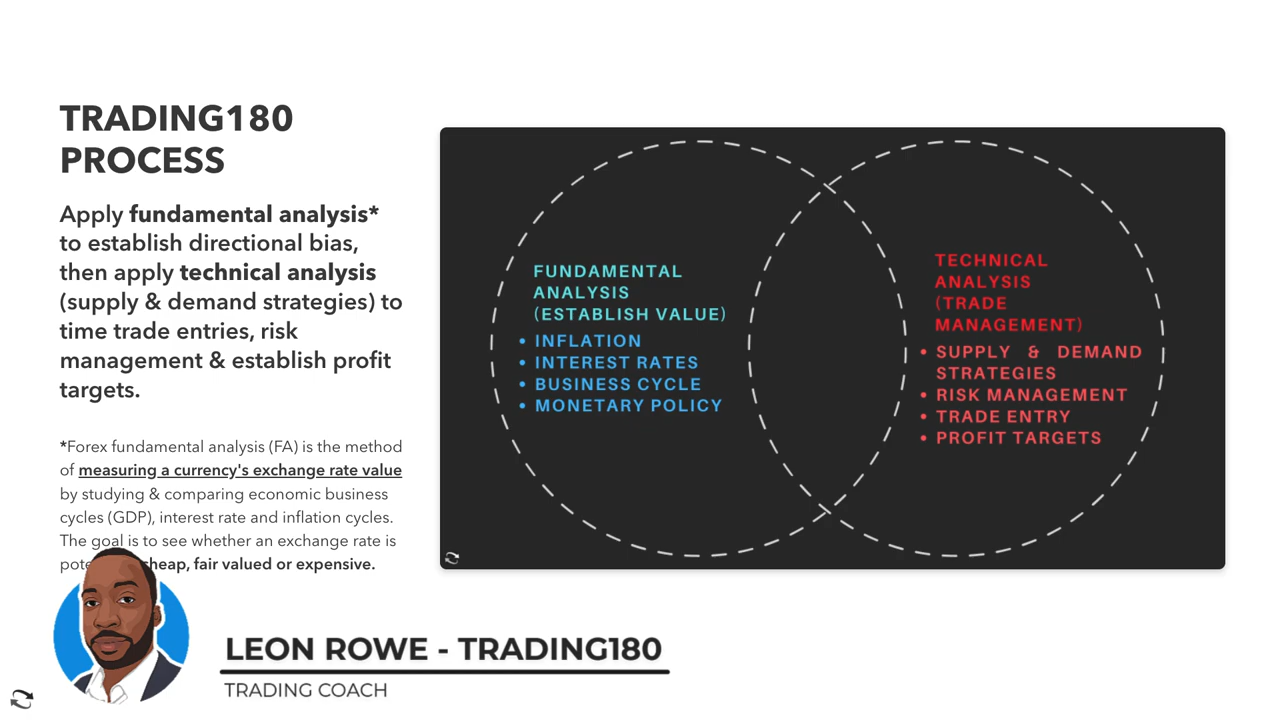 TRADING180
PROCESS
Apply fundamental analysis*
to establish directional bias,
then apply technical analysis
(supply & demand strategies) to
time trade entries, risk
management & establish profit
targets.
*Forex fundamental analysis (FA) is the method
of measuring a currency's exchange rate value
by studying & comparing economic business
cycles (GDP), interest rate and inflation cycles.
The goal is to see whether an exchange rate is
cheap, fair valued or expensive.
FUNDAMENTAL
ANALYSIS
(ESTABLISH VALUE)
• INFLATION
• INTEREST RATES
• BUSINESS CYCLE
• MONETARY POLICY
TECHNICAL
ANALYSIS
(TRADE
MANAGEMENT)
• SUPPLY & DEMAND
STRATEGIES
• RISK MANAGEMENT
• TRADE ENTRY
• PROFIT TARGETS
LEON ROWE - TRADING180
TRADING COACH